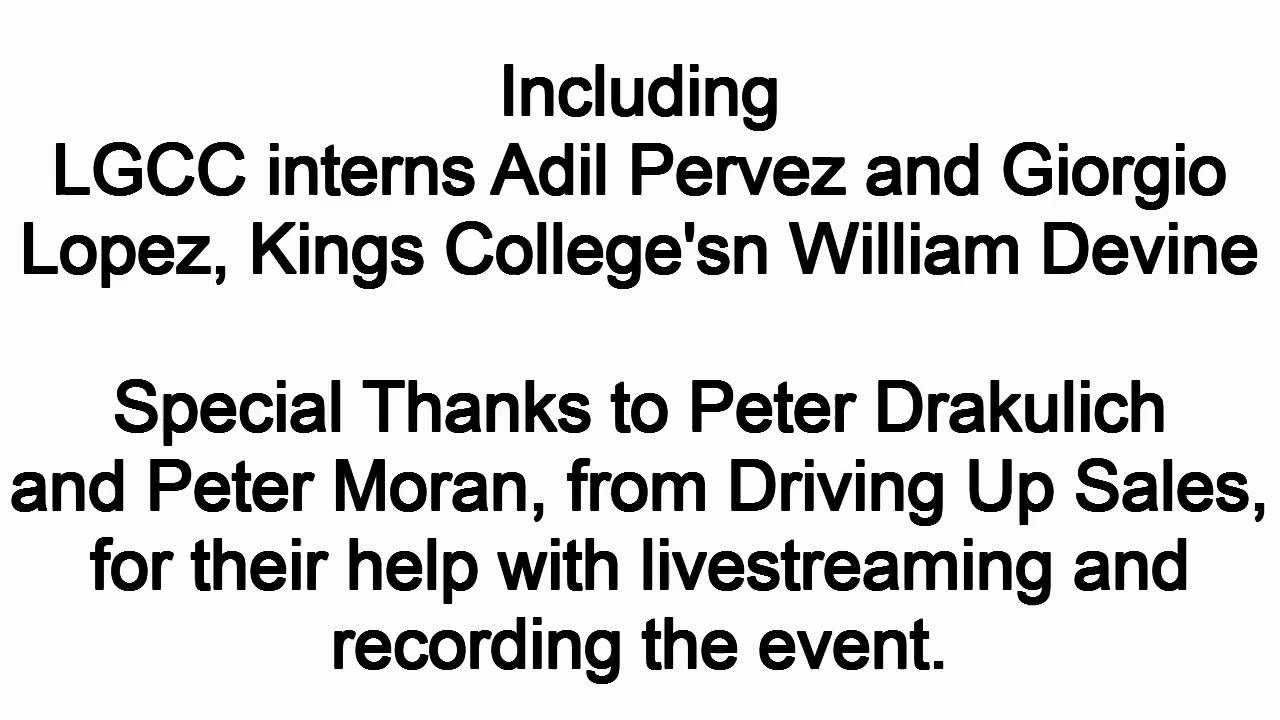 Including
LGCC interns Adil Pervez and Giorgio
Lopez, Kings College'sn William Devine
Special Thanks to Peter Drakulich
and Peter Moran, from Driving Up Sales,
for their help with livestreaming and
recording the event.